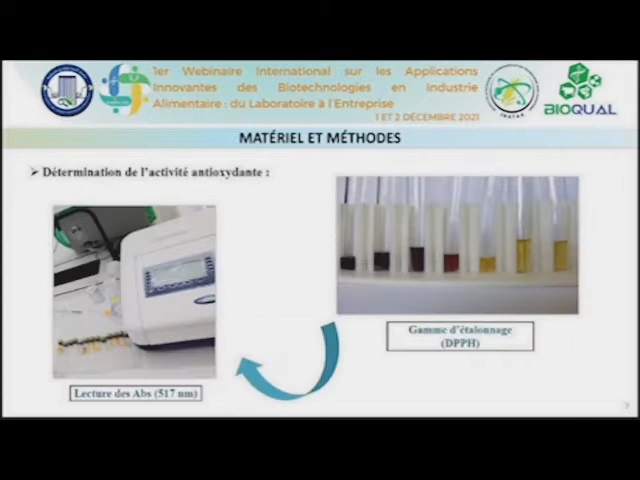 1er Webinaire International sur les Applications
Innovantes des Biotechnologies en Industrie
Alimentaire : du Laboratoire à l'Entreprise
1 ET 2 DÉCEMBRE 2021
BIOQUAL
MATÉRIEL ET MÉTHODES
➢ Détermination de l'activité antioxydante :
Gamme d'étalonnage
(DPPH)
Lecture des Abs (517 nm)